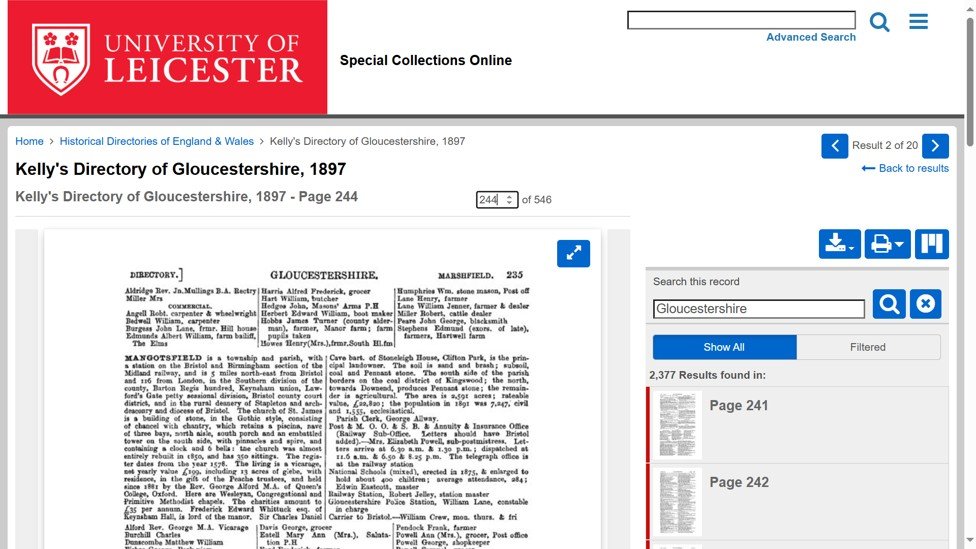 UNIVERSITY OF
LEICESTER
Special Collections Online
Advanced Search
Home > Historical Directories of England & Wales > Kelly's Directory of Gloucestershire, 1897
Result 2 of 20
Kelly's Directory of Gloucestershire, 1897
Back to results
Kelly's Directory of Gloucestershire, 1897 - Page 244
244 of 546
Search this record
Gloucestershire
Show All
Filtered
2,377 Results found in:
Page 241
Page 242
DIRECTORY.] GLOUCESTERSHIRE. MARSHFIELD. 235
Aldridge Rev. Jn.Mullings B.A. Rectry
Miller Mrs
COMMERCIAL.
Angell Robt. carpenter & wheelwright
Bedwell William, carpenter
Burgess John Lane, frmr. Hill house
Edmunds Albert William, farm bailiff,
The Elms
Harris Alfred Frederick, grocer
Hart William, butcher
Hedges John, Masons' Arms P.H
Herbert Edward William, boot maker
Hobbs James Turner (county alder-
man), farmer, Manor farm; farm
pupils taken
Howes Henry(Mrs.),frmr.South Hl.fm
Humphries Wm. stone mason, Post off
Lane Henry, farmer
Lane William Jenner, farmer & dealer
Miller Robert, cattle dealer
Pears John George, blacksmith
Stephens Edmund (exors. of late),
farmers, Hartwell farm
MANGOTSFIELD is a township and parish, with
a station on the Bristol and Birmingham section of the
Midland railway, and is 5 miles north-east from Bristol
and 116 from London, in the Southern division of the
county, Barton Regis hundred, Keynsham union, Law-
ford's Gate petty sessional division, Bristol county court
district, and in the rural deanery of Stapleton and arch-
deaconry and diocese of Bristol. The church of St. James
is a building of stone, in the Gothic style, consisting
of chancel with chantry, which retains a piscina, nave
of three bays, north aisle, south porch and an embattled
tower on the south side, with pinnacles and spire, and
containing a clock and 6 bells: the church was almost
entirely rebuilt in 1850, and has 350 sittings. The regis-
ter dates from the year 1578. The living is a vicarage,
net yearly value £199, including 13 acres of glebe, with
residence, in the gift of the Peache trustees, and held
since 1881 by the Rev. George Alford M.A. of Queen's
College, Oxford. Here are Wesleyan, Congregational and
Primitive Methodist chapels. The charities amount to
£35 per annum. Frederick Edward Whittuck esq. of
Keynsham Hall, is lord of the manor. Sir Charles Daniel
Cave bart. of Stoneleigh House, Clifton Park, is the prin-
cipal landowner. The soil is sand and brash; subsoil,
coal and Pennant stone. The south side of the parish
borders on the coal district of Kingswood; the north,
towards Downend, produces Pennant stone; the remain-
der is agricultural. The area is 2,591 acres; rateable
value, £22,820; the population in 1891 was 7,247, civil
and 1,555, ecclesiastical.
Parish Clerk, George Allway.
Post & M. O. O., S. B. & Annuity & Insurance Office
(Railway Sub-Office. Letters should have Bristol
added).—Mrs. Elizabeth Powell, sub-postmistress. Let-
ters arrive at 6.30 a.m. & 1.30 p.m.; dispatched at
11.6 a.m. & 6.50 & 8.25 p.m. The telegraph office is
at the railway station
National Schools (mixed), erected in 1875, & enlarged to
hold about 400 children; average attendance, 284;
Edwin Eastcott, master
Railway Station, Robert Jelley, station master
Gloucestershire Police Station, William Lance, constable
in charge
Carrier to Bristol.—William Crew, mon. thurs. & fri
Alford Rev. George M.A. Vicarage
Burchill Charles
Dunscombe Matthew William
Davis George, grocer
Entell Mary Ann (Mrs.), Saluta-
tion P.H
Pendock Frank, farmer
Powell Ann (Mrs.), grocer, Post office
Powell George, shopkeeper